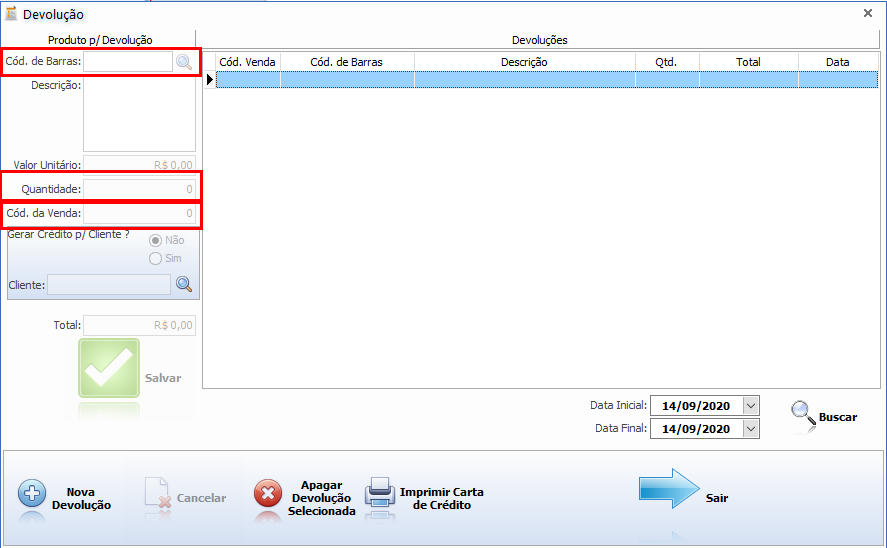 Devolução
Produto p/ Devolução
Devoluções
Cód. de Barras:
Cód. Venda Cód. de Barras Descrição Qtd. Total Data
Descrição:
Valor Unitário: R$ 0,00
Quantidade: 0
Cód. da Venda: 0
Gerar Crédito p/ Cliente ?
Não
Sim
Cliente:
Total: R$ 0,00
Salvar
Data Inicial: 14/09/2020
Data Final: 14/09/2020
Buscar
Nova
Devolução
Cancelar
Apagar
Devolução
Selecionada
Imprimir Carta
de Crédito
Sair